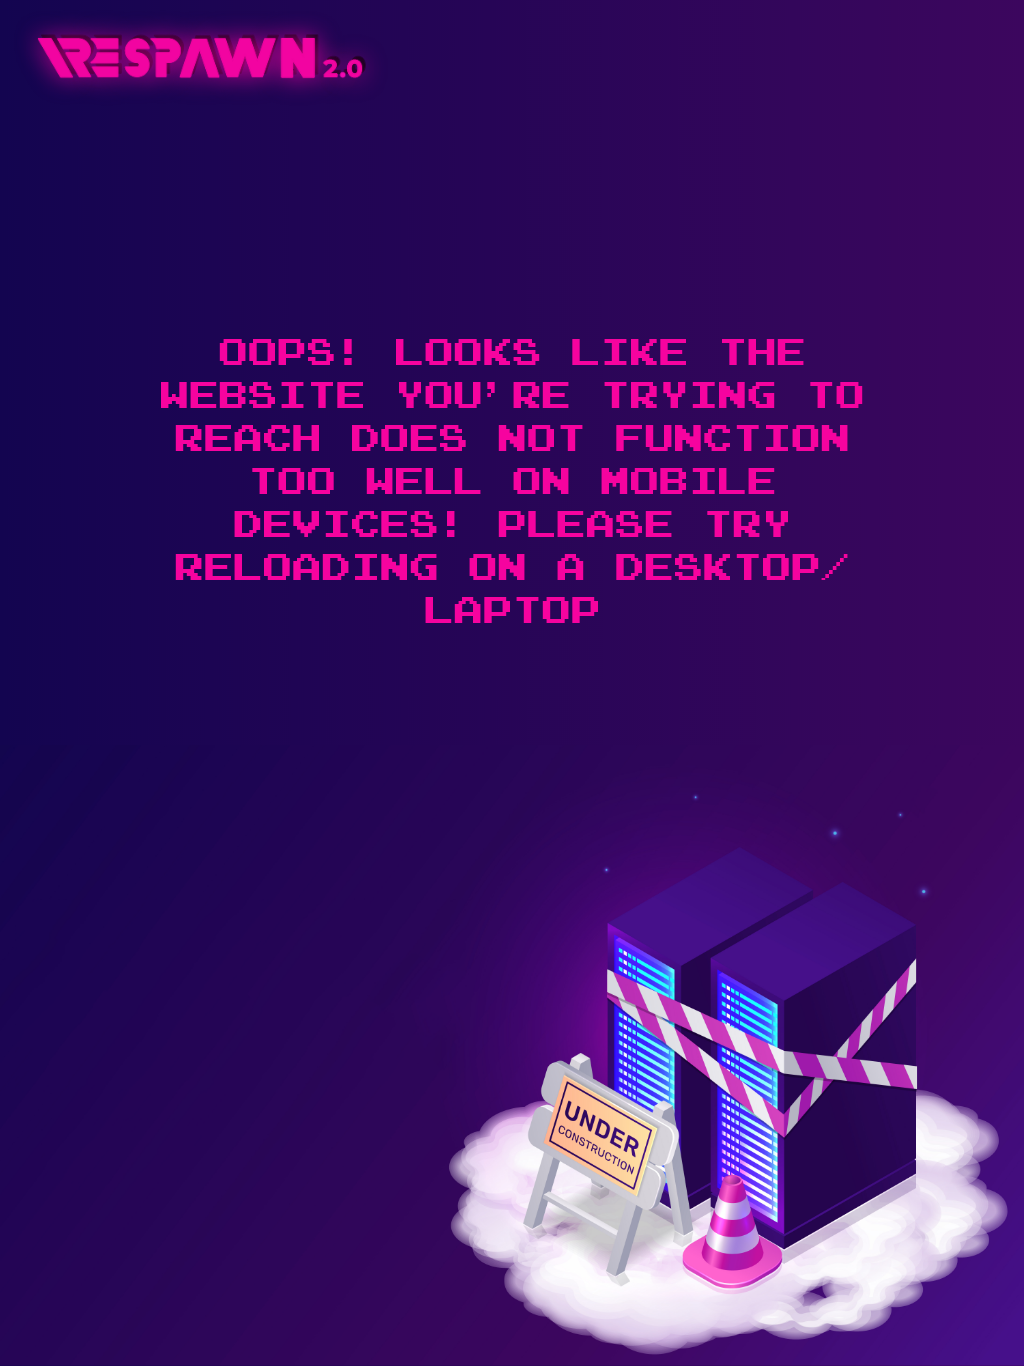 RESPAWN 2.0
OOPS! LOOKS LIKE THE
WEBSITE YOU'RE TRYING TO
REACH DOES NOT FUNCTION
TOO WELL ON MOBILE
DEVICES! PLEASE TRY
RELOADING ON A DESKTOP/
LAPTOP
UNDER
CONSTRUCTION